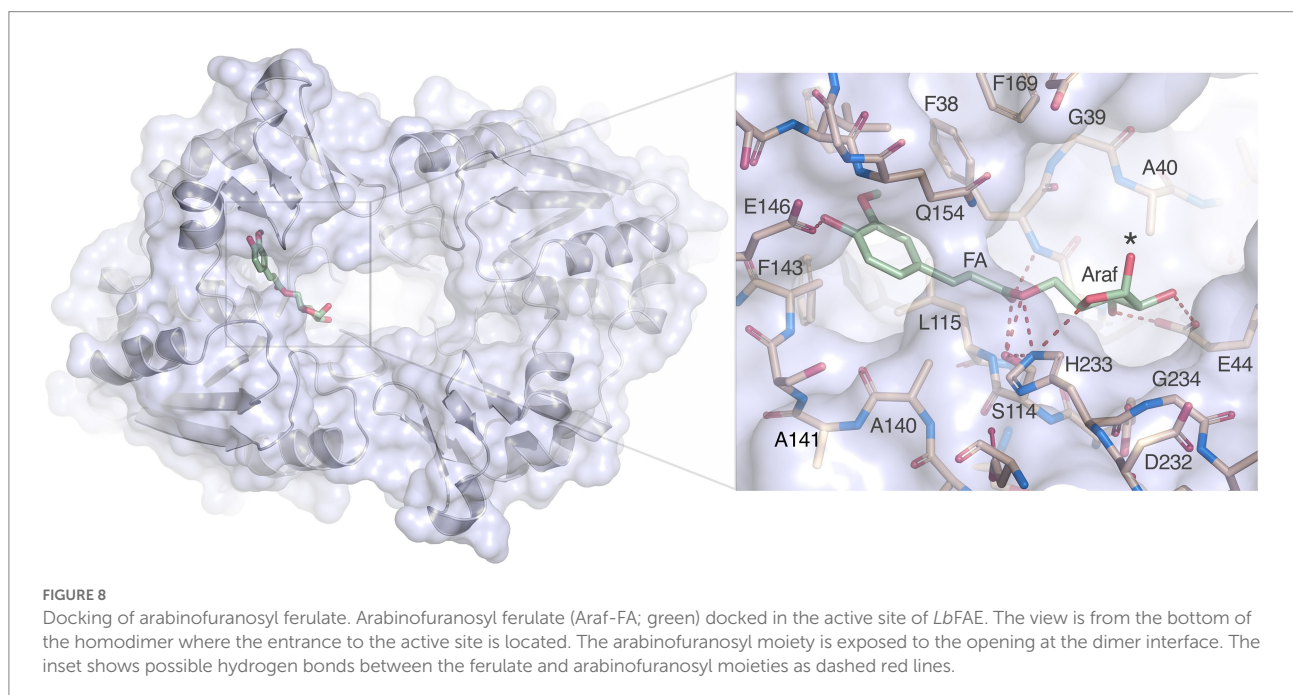 F169
F38
G39
A40
E146
Q154
*
F143
FA
Araf
L115
H233
E44
G234
S114
A140
A141
D232
FIGURE 8
Docking of arabinofuranosyl ferulate. Arabinofuranosyl ferulate (Araf-FA; green) docked in the active site of LbFAE. The view is from the bottom of
the homodimer where the entrance to the active site is located. The arabinofuranosyl moiety is exposed to the opening at the dimer interface. The
inset shows possible hydrogen bonds between the ferulate and arabinofuranosyl moieties as dashed red lines.